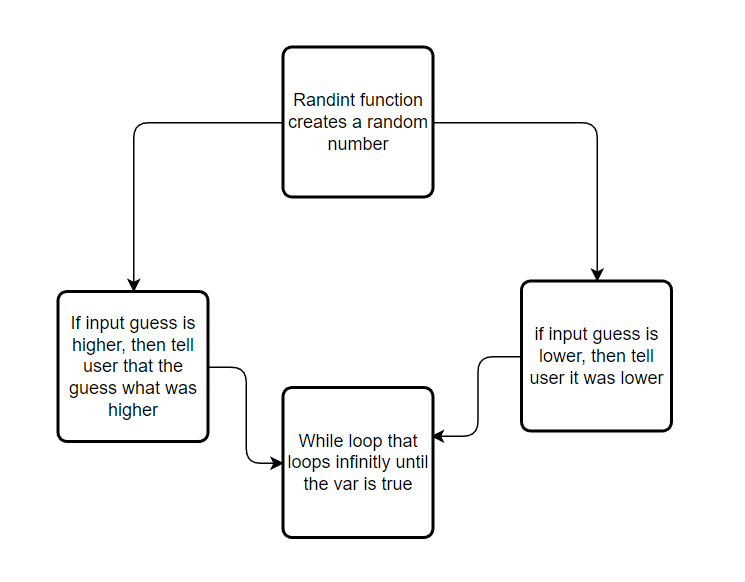 Randint function
creates a random
number
If input guess is
higher, then tell
user that the
guess what was
higher
if input guess is
lower, then tell
user it was lower
While loop that
loops infinitly until
the var is true